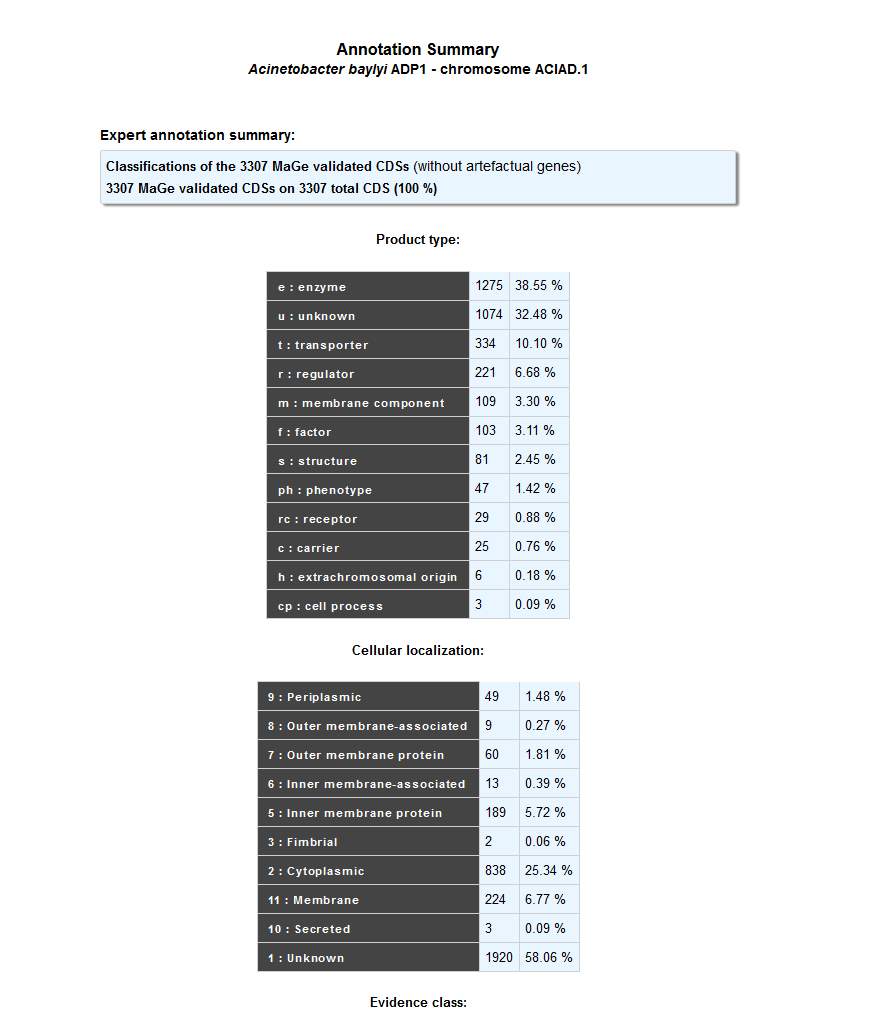 Annotation Summary
Acinetobacter baylyi ADP1 - chromosome ACIAD.1
Expert annotation summary:
Classifications of the 3307 MaGe validated CDSs (without artefactual genes)
3307 MaGe validated CDSs on 3307 total CDS (100 %)
Product type:
e : enzyme 1275 38.55 %
u : unknown 1074 32.48 %
t : transporter 334 10.10 %
r : regulator 221 6.68 %
m : membrane component 109 3.30 %
f : factor 103 3.11 %
s : structure 81 2.45 %
ph : phenotype 47 1.42 %
rc : receptor 29 0.88 %
c : carrier 25 0.76 %
h : extrachromosomal origin 6 0.18 %
cp : cell process 3 0.09 %
Cellular localization:
9 : Periplasmic 49 1.48 %
8 : Outer membrane-associated 9 0.27 %
7 : Outer membrane protein 60 1.81 %
6 : Inner membrane-associated 13 0.39 %
5 : Inner membrane protein 189 5.72 %
3 : Fimbrial 2 0.06 %
2 : Cytoplasmic 838 25.34 %
11 : Membrane 224 6.77 %
10 : Secreted 3 0.09 %
1 : Unknown 1920 58.06 %
Evidence class: